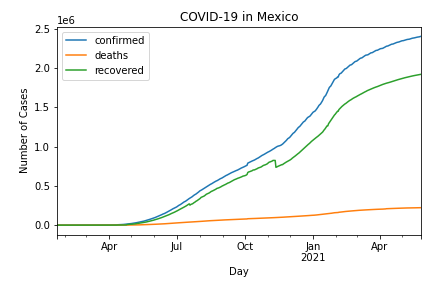 COVID-19 in Mexico
1e6
confirmed
deaths
recovered
2.5
2.0
1.5
1.0
0.5
0.0
Number of Cases
Apr
Jul
Oct
Jan
2021
Apr
Day